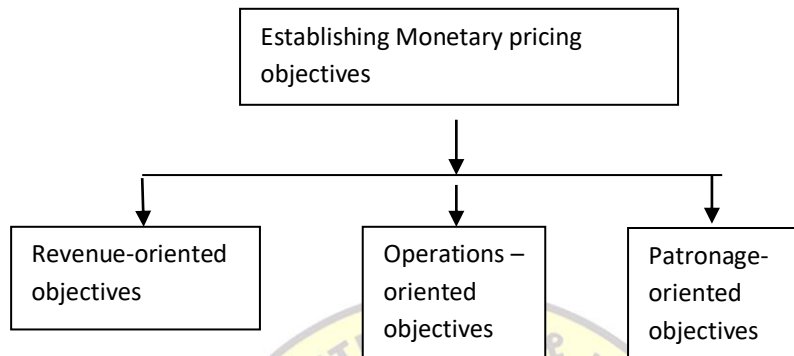 Establishing Monetary pricing
objectives
Revenue-oriented
objectives
Operations –
oriented
objectives
Patronage-
oriented
objectives